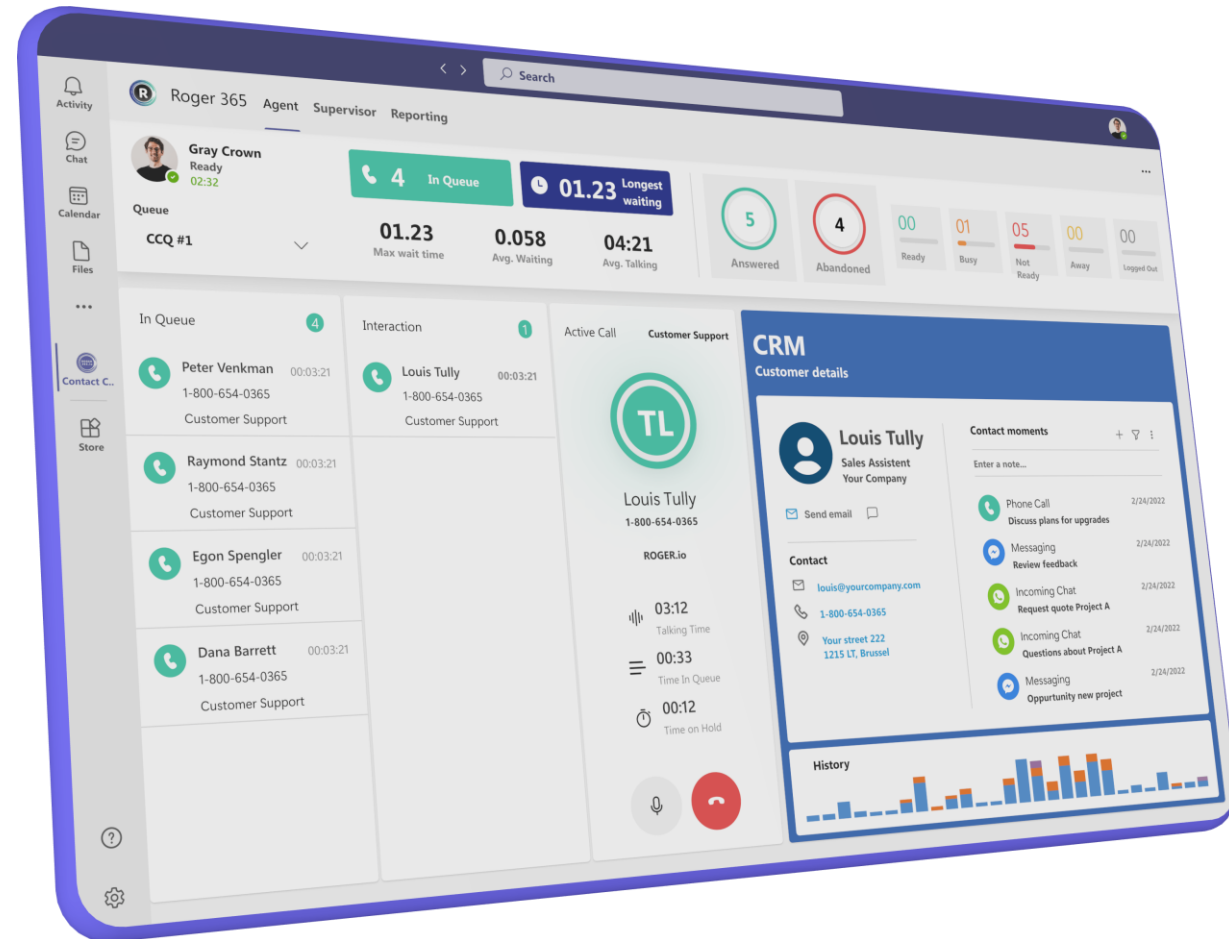 Search
Activity
Chat
Calendar
Files
Contact C..
Store
R
Roger 365
Agent
Supervisor
Reporting
Gray Crown
Ready
02:32
Queue
CCQ #1
4 In Queue
01.23 Longest
waiting
01.23
Max wait time
0.058
Avg. Waiting
04:21
Avg. Talking
5
Answered
4
Abandoned
00
Ready
01
Busy
05
Not
Ready
00
Away
00
Logged Out
In Queue
4
Peter Venkman 00:03:21
1-800-654-0365
Customer Support
Raymond Stantz 00:03:21
1-800-654-0365
Customer Support
Egon Spengler 00:03:21
1-800-654-0365
Customer Support
Dana Barrett 00:03:21
1-800-654-0365
Customer Support
Interaction
1
Louis Tully 00:03:21
1-800-654-0365
Customer Support
Active Call
Customer Support
TL
Louis Tully
1-800-654-0365
ROGER.io
03:12
Talking Time
00:33
Time In Queue
00:12
Time on Hold
CRM
Customer details
Louis Tully
Sales Assistent
Your Company
Send email
Contact
louis@yourcompany.com
1-800-654-0365
Your street 222
1215 LT, Brussel
Contact moments
Enter a note...
Phone Call 2/24/2022
Discuss plans for upgrades
Messaging 2/24/2022
Review feedback
Incoming Chat 2/24/2022
Request quote Project A
Incoming Chat 2/24/2022
Questions about Project A
Messaging 2/24/2022
Oppurtunity new project
History